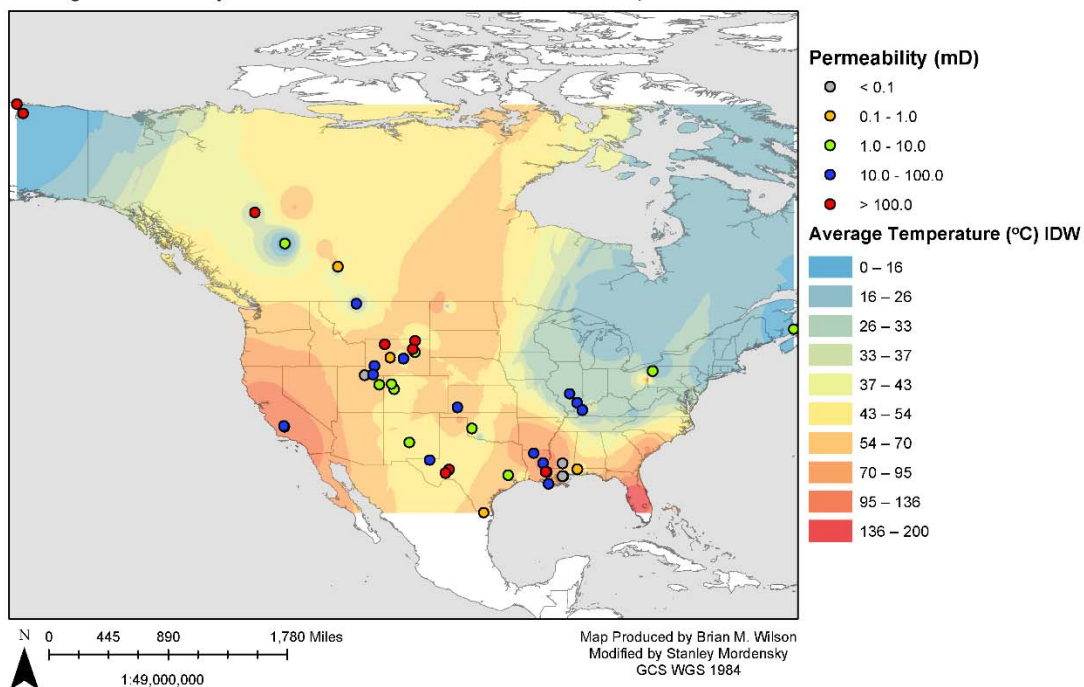 Permeability (mD)
< 0.1
0.1 - 1.0
1.0 - 10.0
10.0 - 100.0
> 100.0
Average Temperature (°C) IDW
0 – 16
16 – 26
26 – 33
33 – 37
37 – 43
43 – 54
54 – 70
70 – 95
95 – 136
136 – 200
N 0 445 890 1,780 Miles
1:49,000,000
Map Produced by Brian M. Wilson
Modified by Stanley Mordensky
GCS WGS 1984